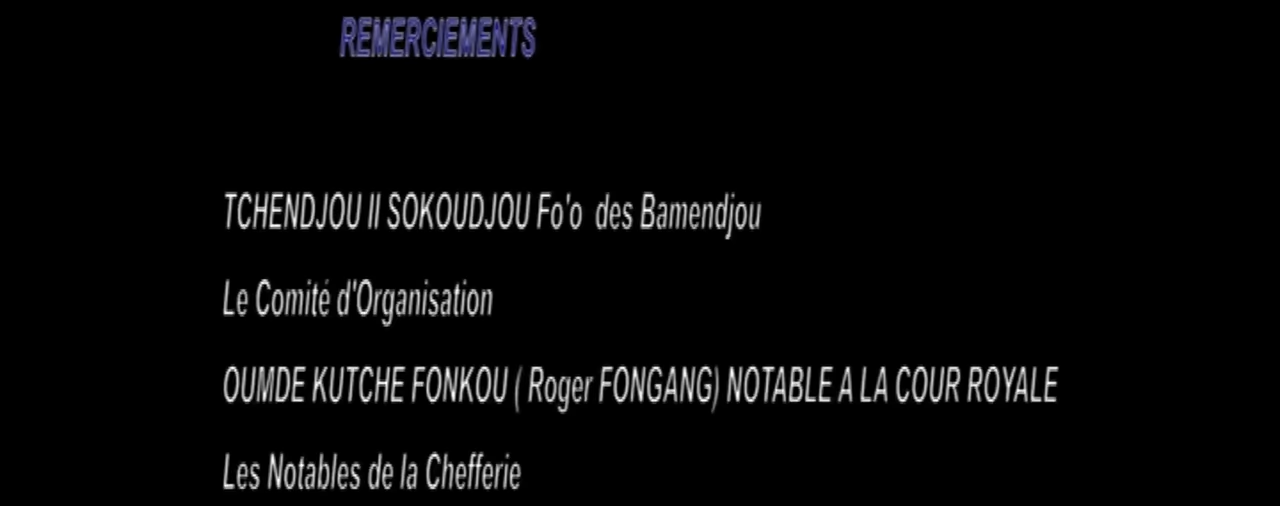 REMERCIEMENTS
TCHENDJOU II SOKOUDJOU Fo'o des Bamendjou
Le Comité d'Organisation
OUMDE KUTCHE FONKOU ( Roger FONGANG) NOTABLE A LA COUR ROYALE
Les Notables de la Chefferie